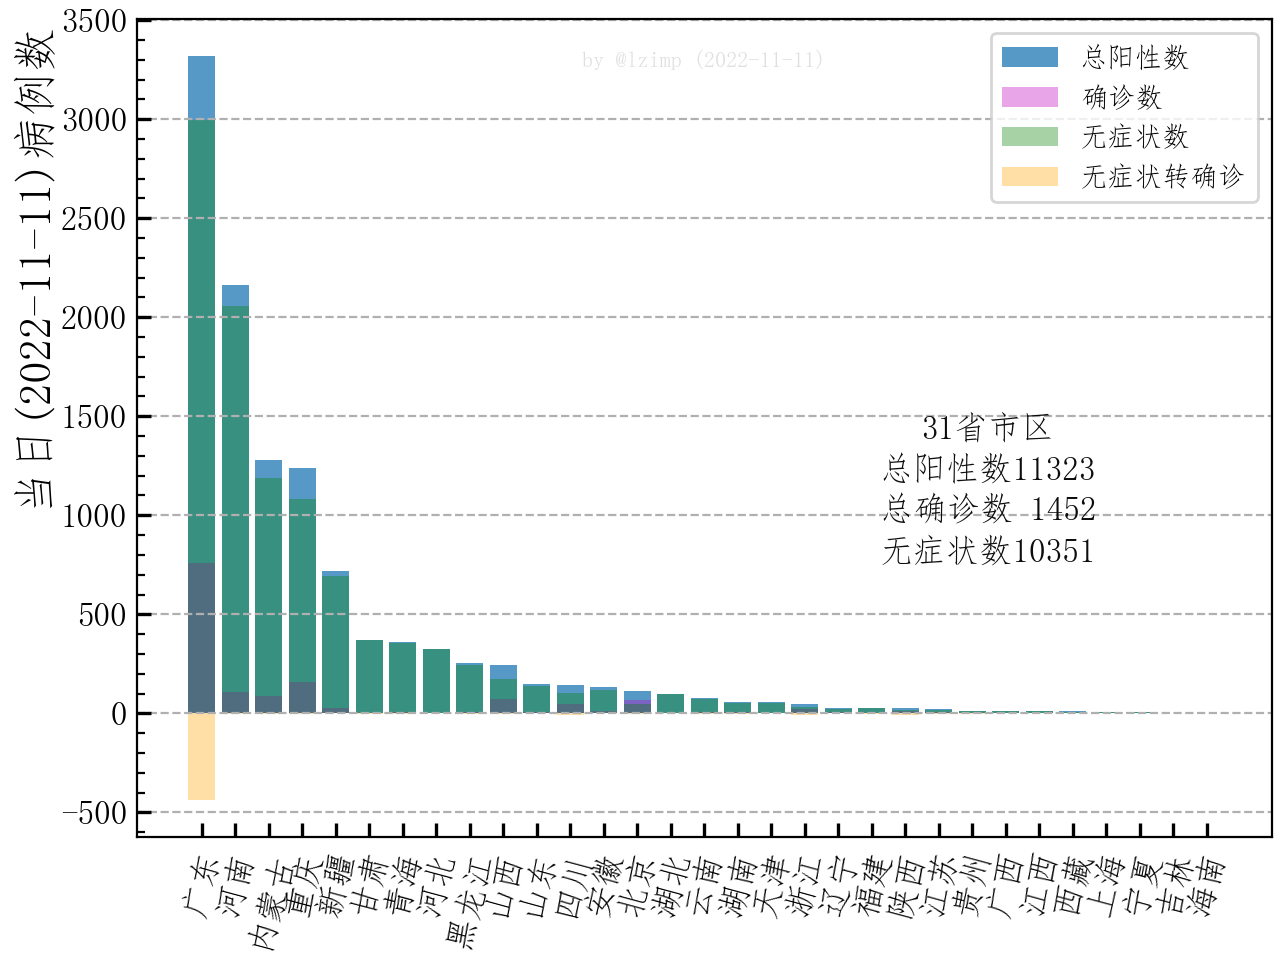 by @lzimp (2022-11-11)
总阳性数
确诊数
无症状数
无症状转确诊
当日(2022-11-11)病例数
3500
3000
2500
2000
1500
1000
500
0
−500
31省市区
总阳性数11323
总确诊数 1452
无症状数10351
广东
河南
内蒙古
重庆
新疆
甘肃
青海
河北
黑龙江
山西
山东
四川
安徽
北京
湖北
云南
湖南
天津
浙江
辽宁
福建
陕西
江苏
贵州
广西
江西
西藏
上海
宁夏
吉林
海南